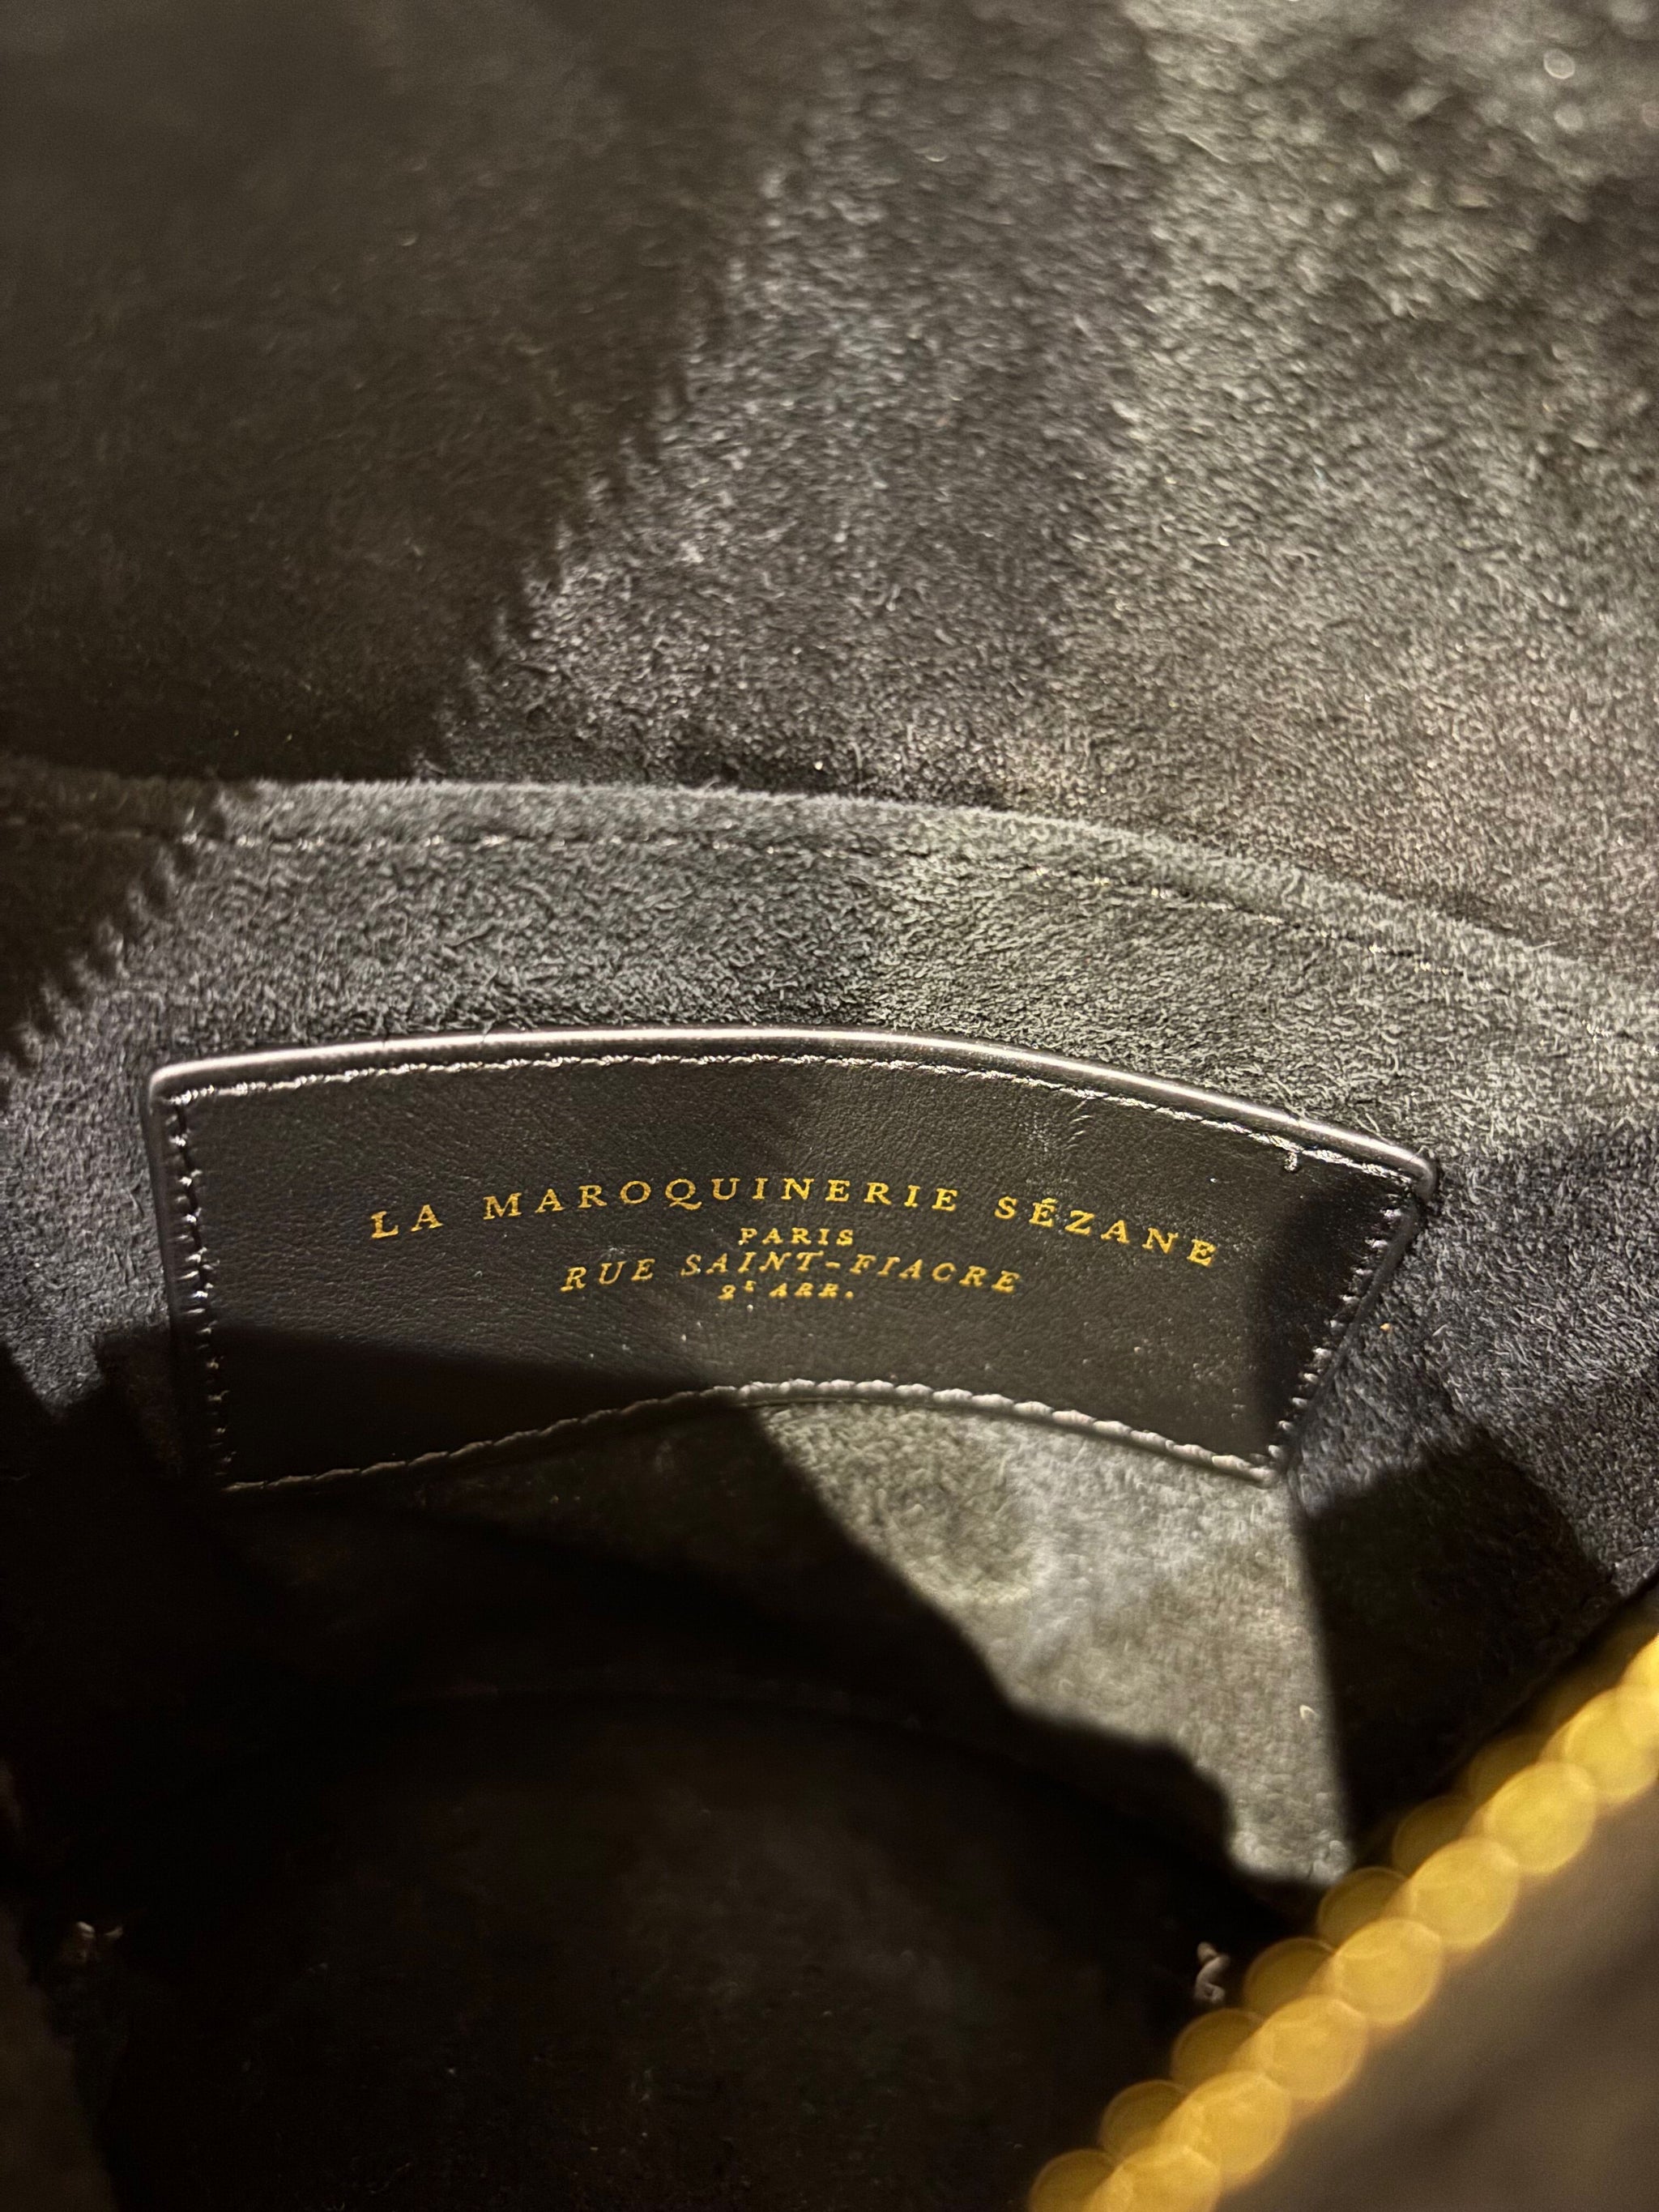 LA MAROQUINERIE SÉZANE
PARIS
RUE SAINT-FIACRE
2E ARR.